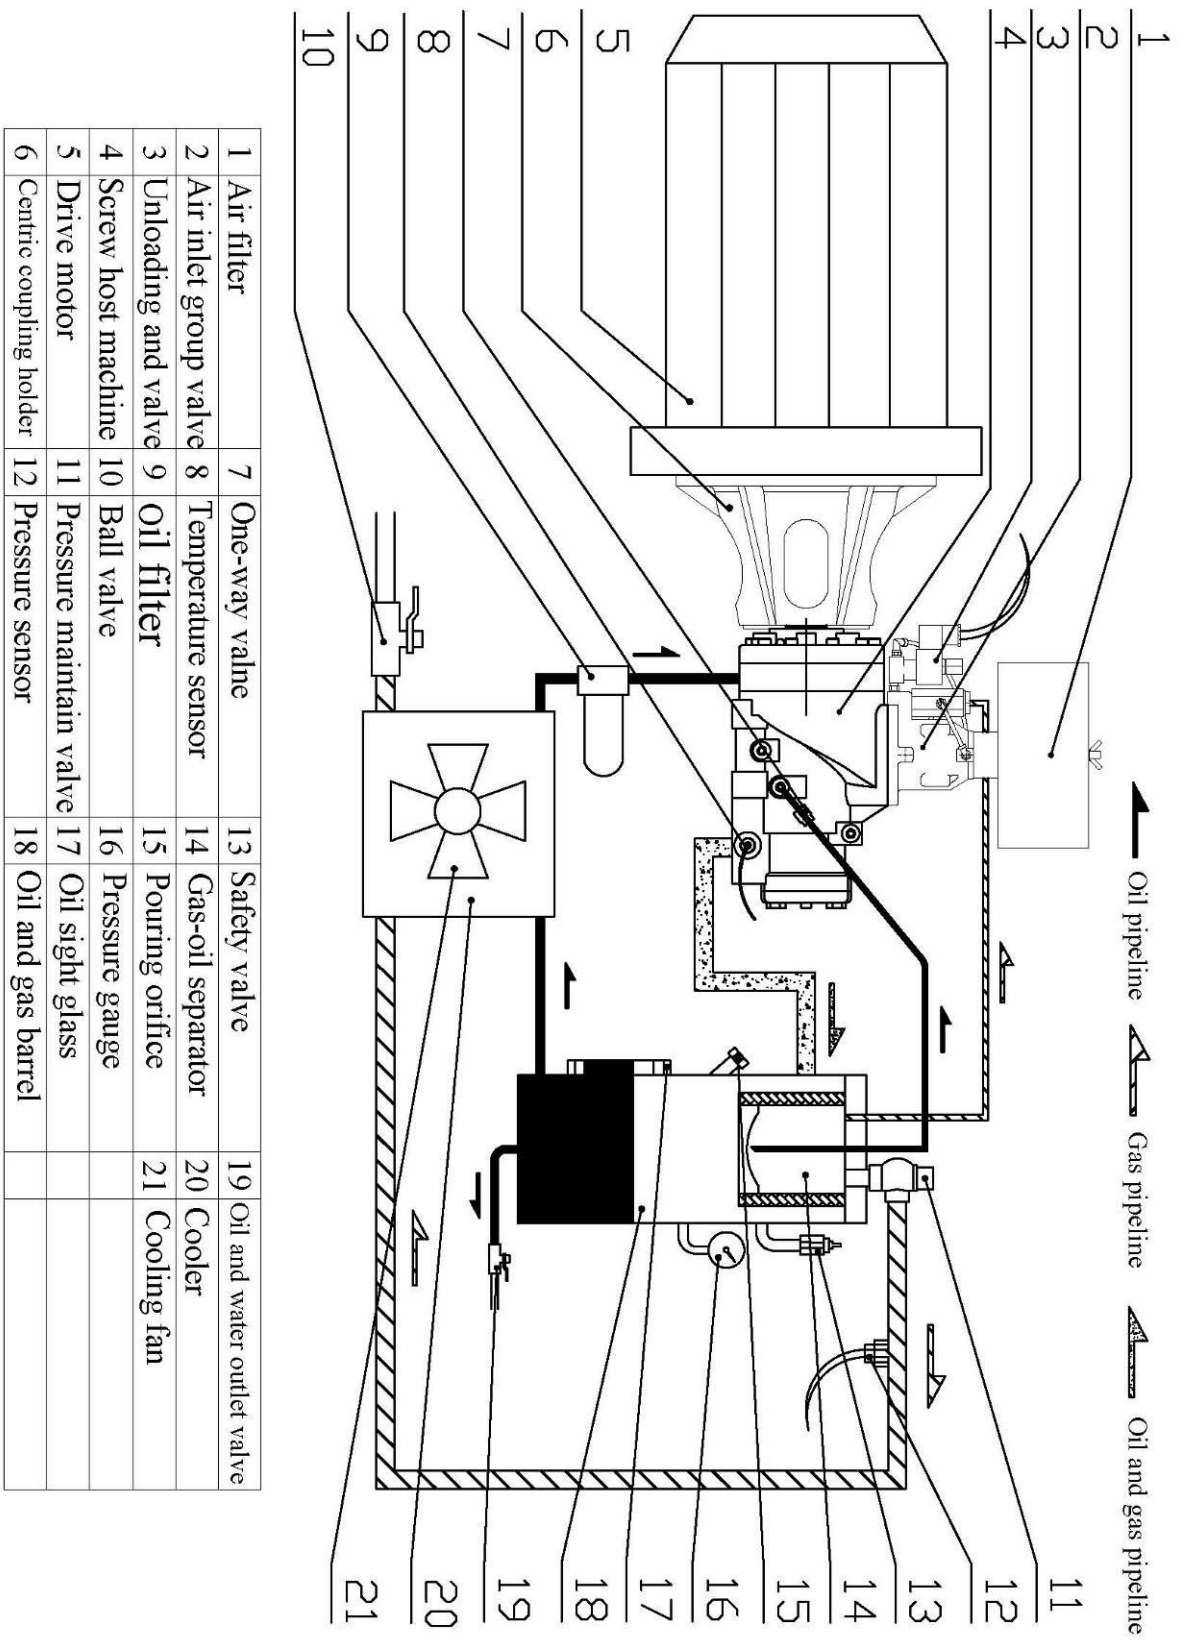 1
2
3
4
5
6
7
8
9
10
Oil pipeline
Gas pipeline
Oil and gas pipeline
11
12
13
14
15
16
17
18
19
20
21
1 Air filter 7 One-way valne 13 Safety valve 19 Oil and water outlet valve
2 Air inlet group valve 8 Temperature sensor 14 Gas-oil separator 20 Cooler
3 Unloading and valve 9 Oil filter 15 Pouring orifice 21 Cooling fan
4 Screw host machine 10 Ball valve 16 Pressure gauge
5 Drive motor 11 Pressure maintain valve 17 Oil sight glass
6 Centric coupling holder 12 Pressure sensor 18 Oil and gas barrel